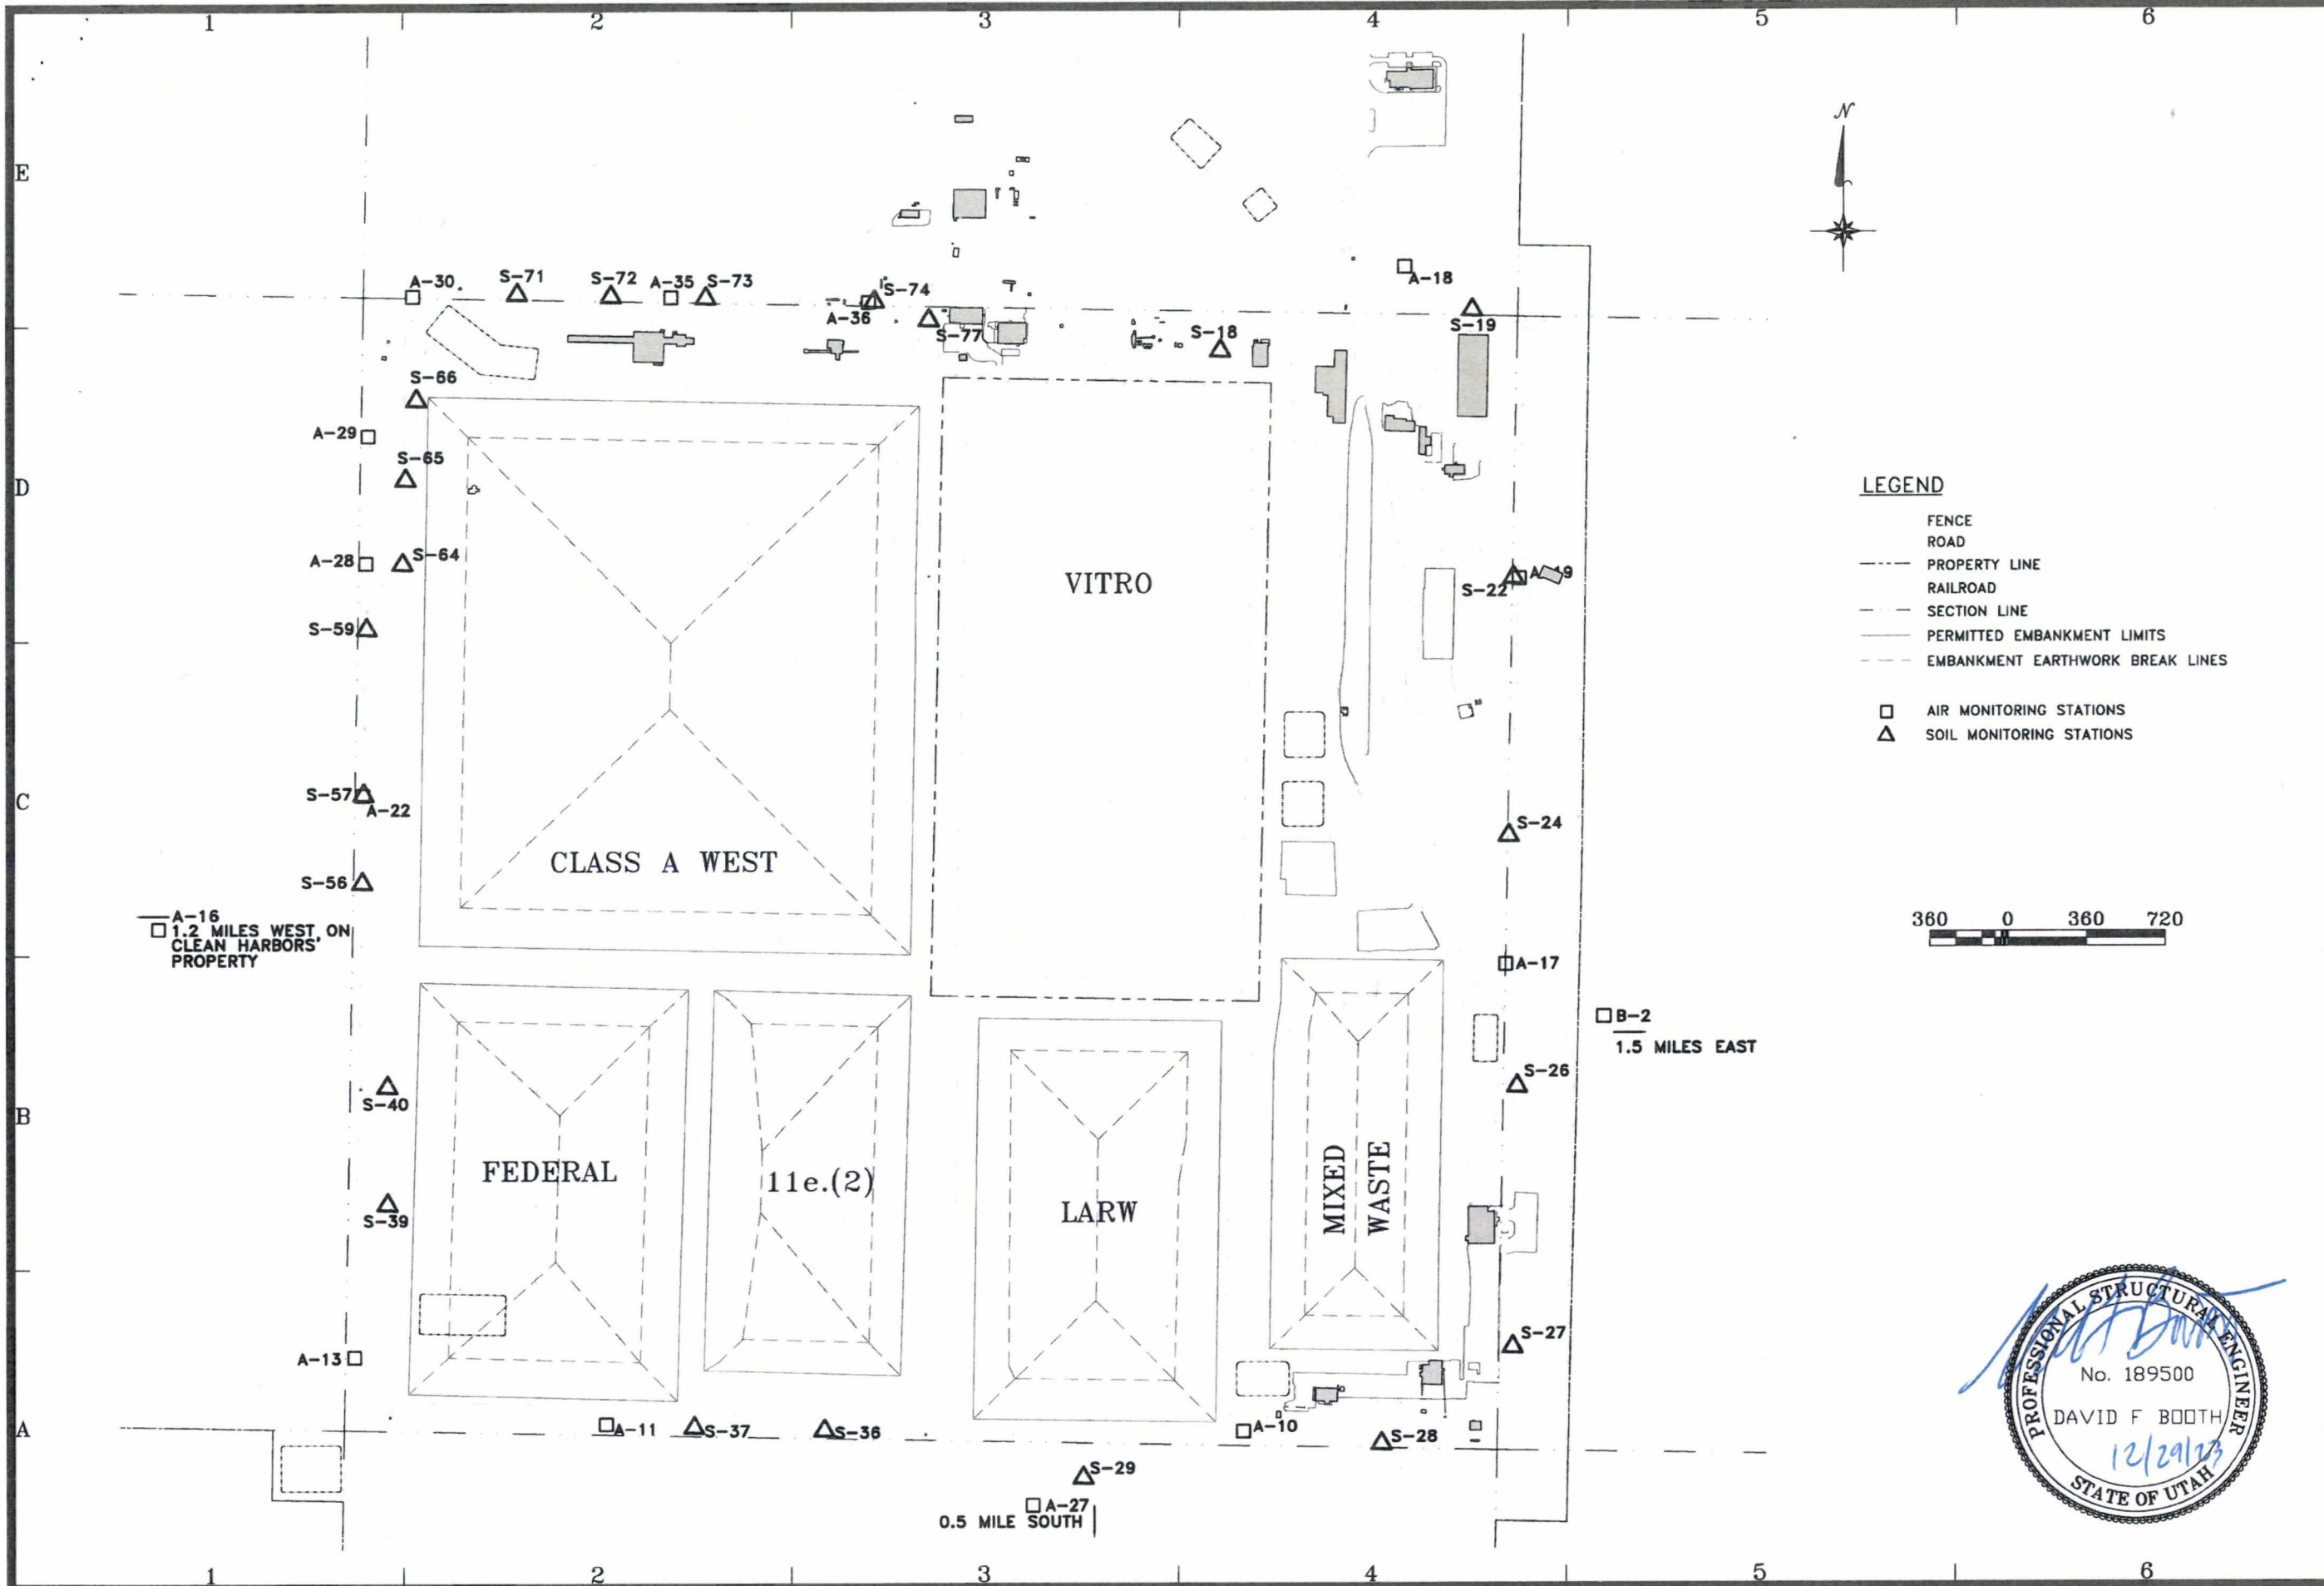 1 2 3 4 5 6
E
D
C
B
A
N
A-30
S-71
S-72
A-35
S-73
S-74
A-36
S-77
S-18
A-18
S-19
S-66
A-29
S-65
A-28
S-64
S-59
S-22
A-19
S-57
A-22
S-56
S-24
VITRO
CLASS A WEST
A-16
1.2 MILES WEST ON
CLEAN HARBORS'
PROPERTY
A-17
B-2
1.5 MILES EAST
S-26
S-40
S-39
FEDERAL
11e.(2)
LARW
MIXED
WASTE
S-27
A-13
A-11
S-37
S-36
A-10
S-28
S-29
A-27
0.5 MILE SOUTH
LEGEND
FENCE
ROAD
PROPERTY LINE
RAILROAD
SECTION LINE
PERMITTED EMBANKMENT LIMITS
EMBANKMENT EARTHWORK BREAK LINES
AIR MONITORING STATIONS
SOIL MONITORING STATIONS
360 0 360 720
PROFESSIONAL STRUCTURAL ENGINEER
No. 189500
DAVID F BOOTH
12/29/23
STATE OF UTAH
1 2 3 4 5 6